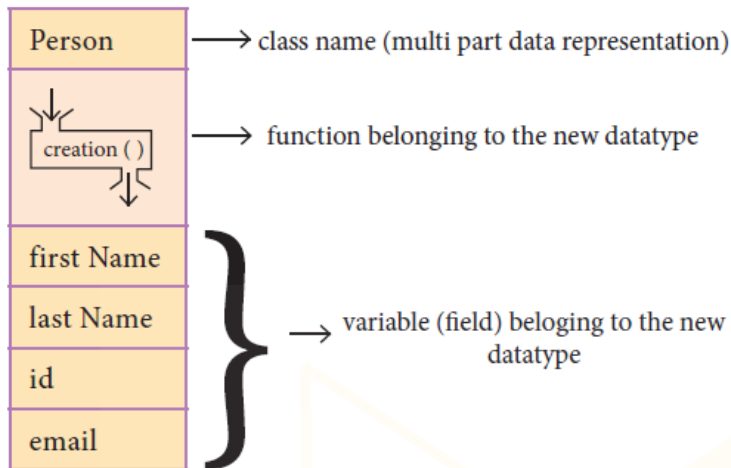 Person
class name (multi part data representation)
creation ( )
function belonging to the new datatype
first Name
last Name
id
email
variable (field) beloging to the new
datatype